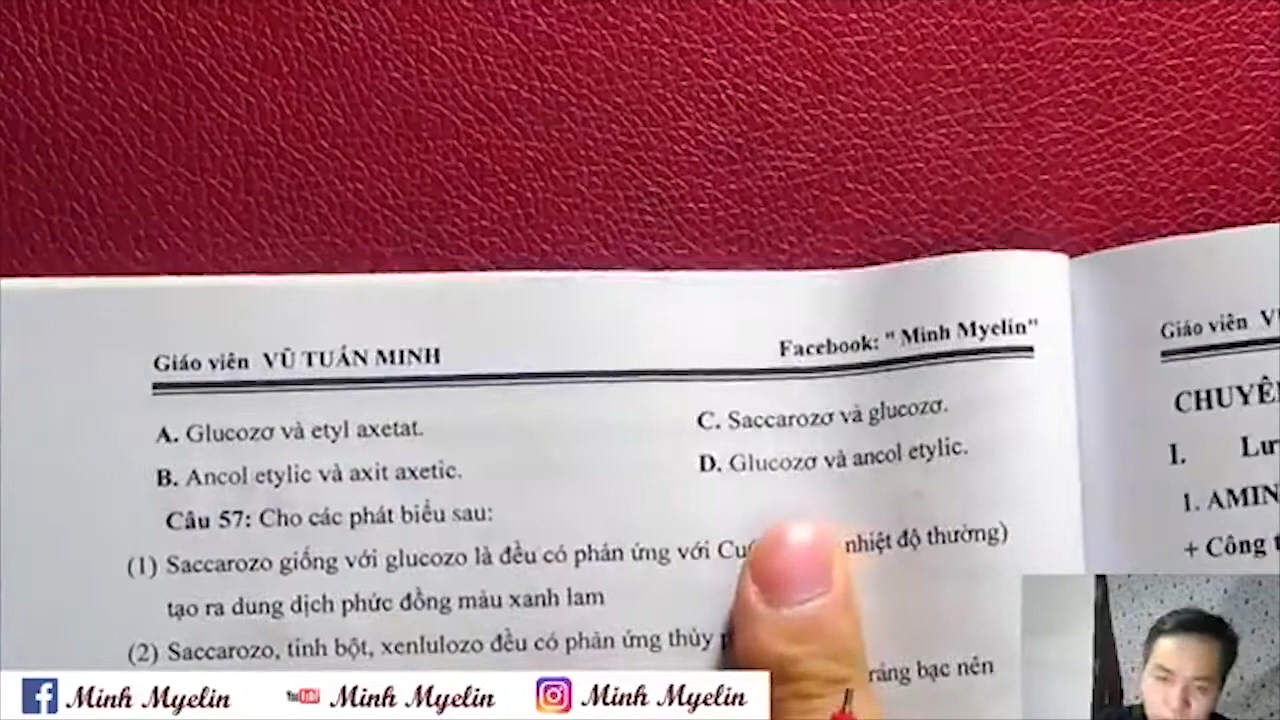 Giáo viên VŨ TUẤN MINH
Facebook: " Minh Myelin"
A. Glucozơ và etyl axetat.
C. Saccarozơ và glucozơ.
B. Ancol etylic và axit axetic.
D. Glucozơ và ancol etylic.
Câu 57: Cho các phát biểu sau:
(1) Saccarozo giống với glucozo là đều có phản ứng với nhiệt độ thường)
tạo ra dung dịch phức đồng màu xanh lam
(2) Saccarozo, tinh bột, xenlulozo đều có phản ứng thủy
tráng bạc nên
Giáo viên
CHUYÊ
I.
1. AMIN
+ Công
Minh Myelin
YouTube Minh Myelin
Minh Myelin